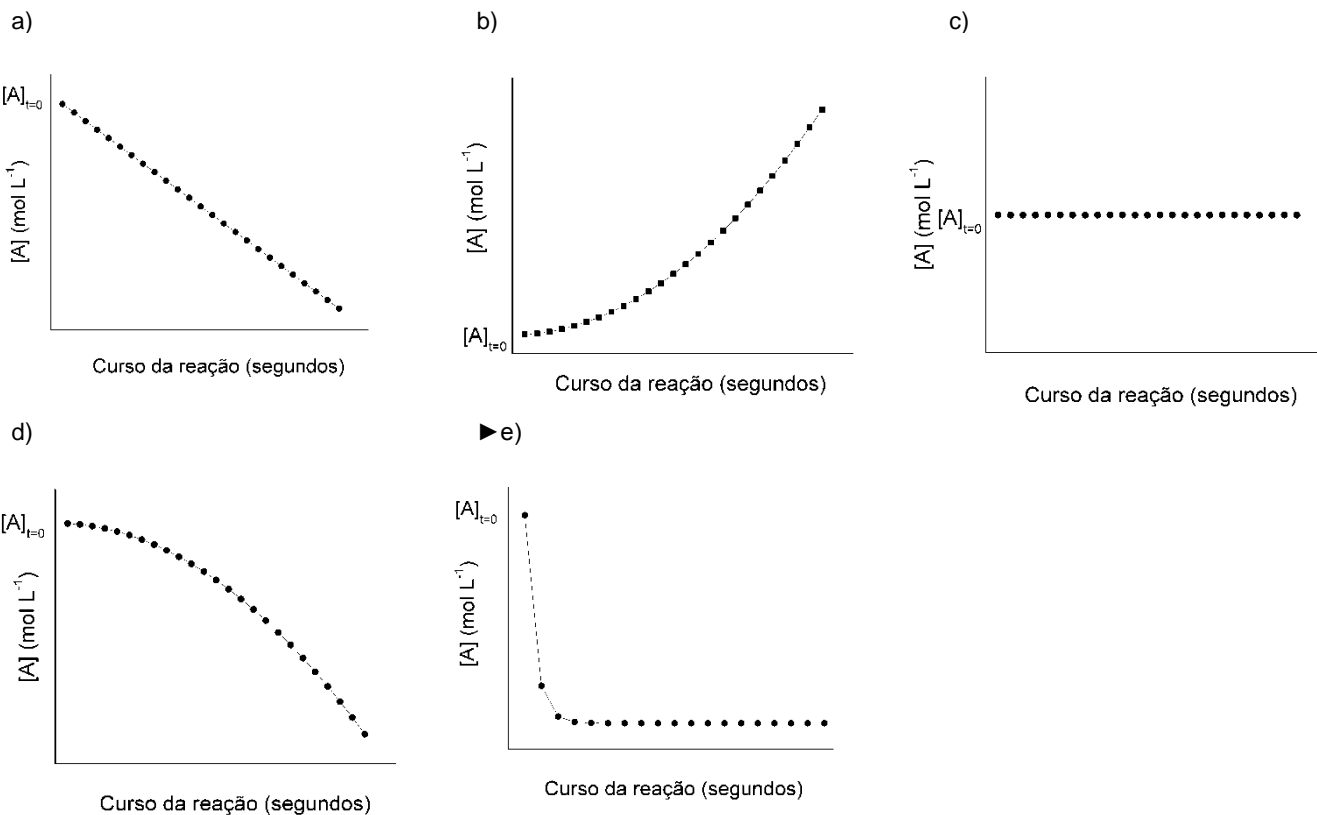 a)
[A]t=0
[A] (mol L-1)
Curso da reação (segundos)
b)
[A] (mol L-1)
[A]t=0
Curso da reação (segundos)
c)
[A] (mol L-1)
[A]t=0
Curso da reação (segundos)
d)
[A]t=0
[A] (mol L-1)
Curso da reação (segundos)
►e)
[A]t=0
[A] (mol L-1)
Curso da reação (segundos)